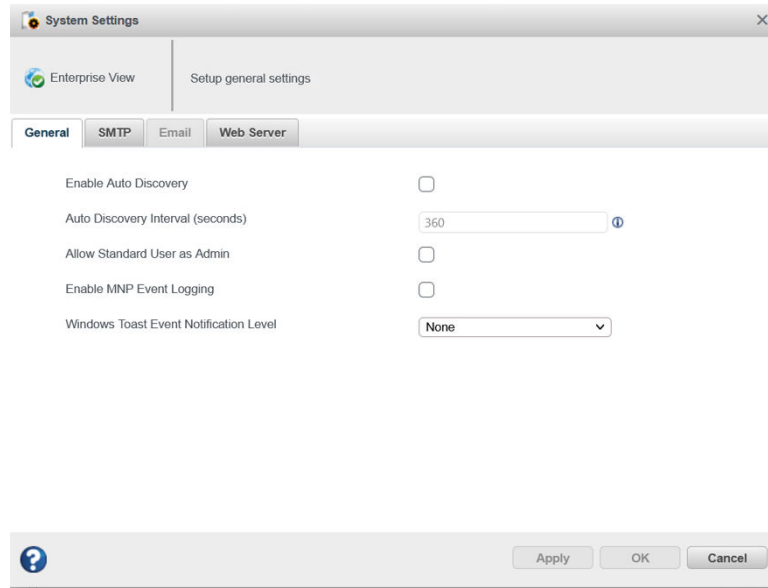 System Settings
Enterprise View
Setup general settings
General SMTP Email Web Server
Enable Auto Discovery
Auto Discovery Interval (seconds) 360
Allow Standard User as Admin
Enable MNP Event Logging
Windows Toast Event Notification Level None
Apply OK Cancel